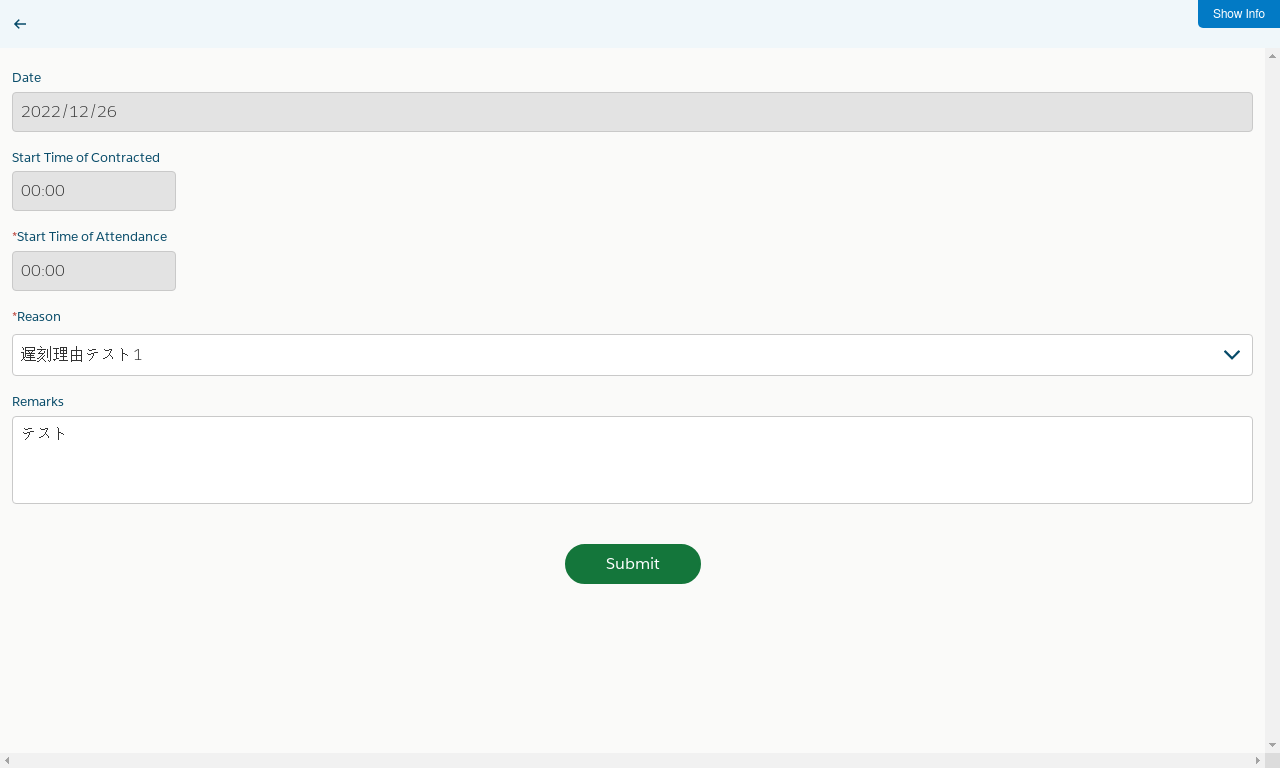 Show Info
Date
2022/12/26
Start Time of Contracted
00:00
*Start Time of Attendance
00:00
*Reason
遅刻理由テスト1
Remarks
テスト
Submit